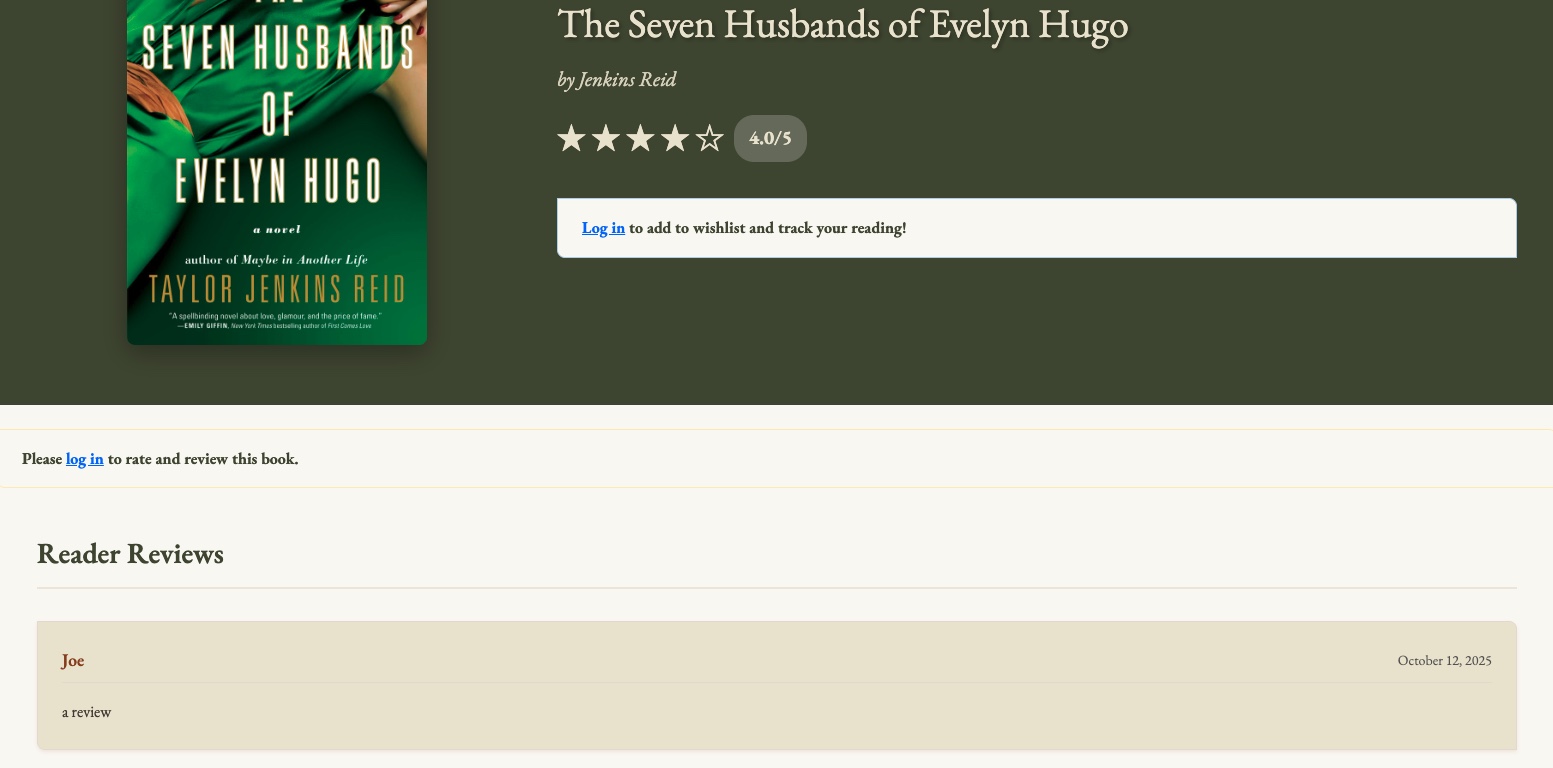 SEVEN HUSBANDS
OF
EVELYN HUGO
a novel
author of Maybe in Another Life
TAYLOR JENKINS REID
"A spellbinding novel about love, glamour, and the price of fame."
—EMILY GIFFIN, New York Times bestselling author of First Comes Love
The Seven Husbands of Evelyn Hugo
by Jenkins Reid
★★★★☆ 4.0/5
Log in to add to wishlist and track your reading!
Please log in to rate and review this book.
Reader Reviews
Joe
October 12, 2025
a review